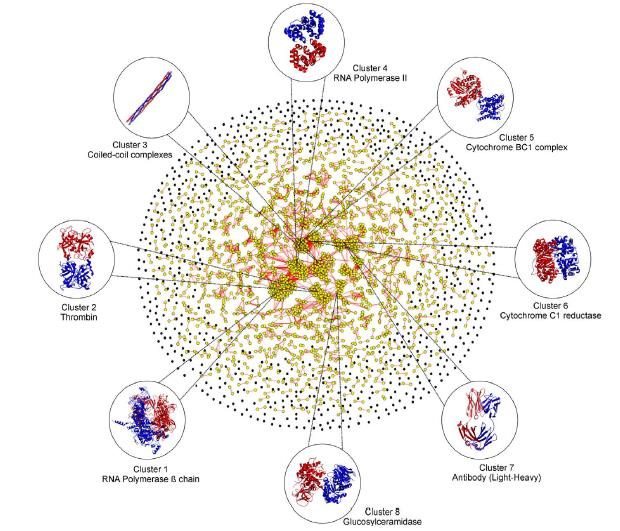 Cluster 4
RNA Polymerase II
Cluster 3
Coiled-coil complexes
Cluster 5
Cytochrome BC1 complex
Cluster 2
Thrombin
Cluster 6
Cytochrome C1 reductase
Cluster 1
RNA Polymerase ß chain
Cluster 7
Antibody (Light-Heavy)
Cluster 8
Glucosylceramidase